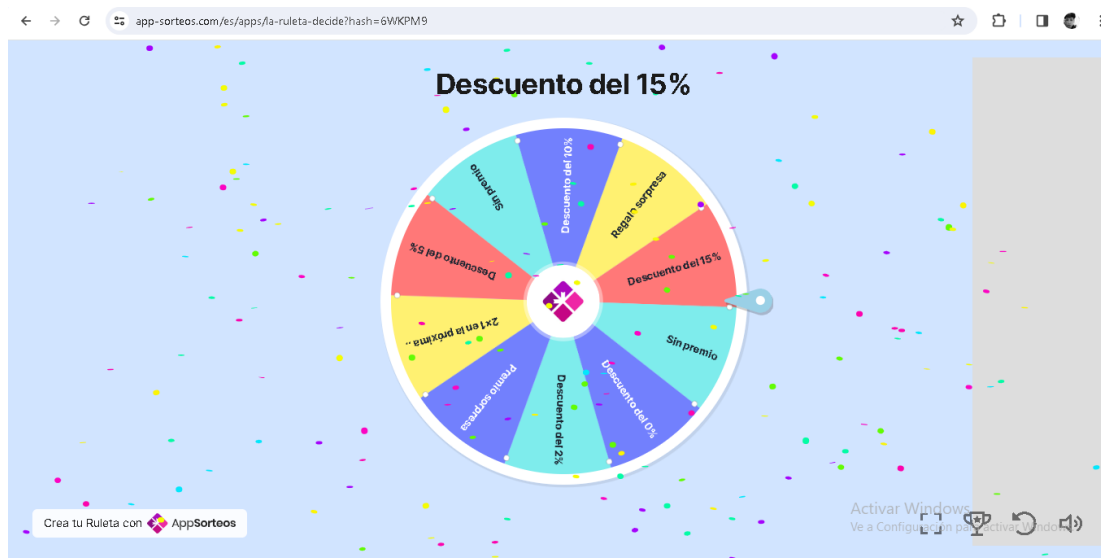 app-sorteos.com/es/apps/la-ruleta-decide?hash=6WKPM9
Descuento del 15%
Descuento del 10%
Regalo sorpresa
Descuento del 15%
Sin premio
Descuento del 0%
Descuento del 2%
Premio sorpresa
2x1 en la próxima ..
Descuento del 5%
Sin premio
Crea tu Ruleta con AppSorteos
Activar Windows
Ve a Configuración para activar Windows.